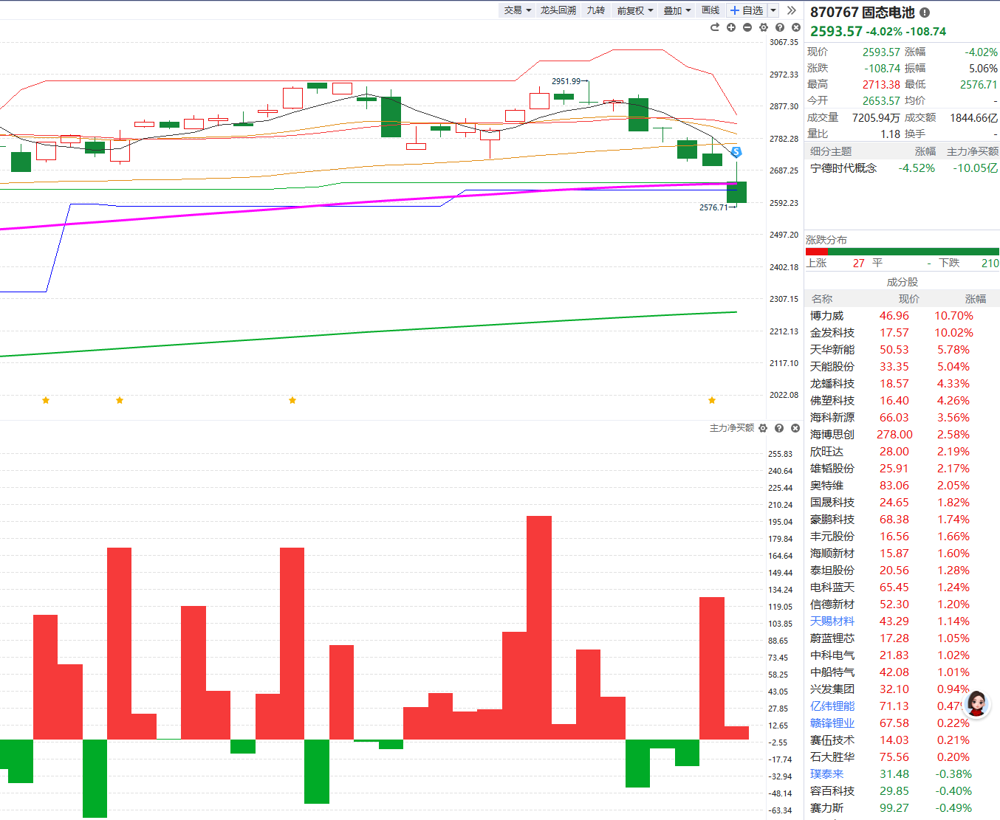 交易 龙头回溯 九转 前复权 叠加 画线 自选
870767 固态电池
2593.57 -4.02% -108.74
现价 2593.57 涨幅 -4.02%
涨跌 -108.74 振幅 5.06%
最高 2713.38 最低 2576.71
今开 2653.57 均价 -
成交量 7205.94万 成交额 1844.66亿
量比 1.18 换手 -
细分主题 涨幅 主力净买额
宁德时代概念 -4.52% -10.05亿
涨跌分布
上涨 27 平 - 下跌 210
成分股
名称 现价 涨幅
博力威 46.96 10.70%
金发科技 17.57 10.02%
天华新能 50.53 5.78%
天能股份 33.35 5.04%
龙蟠科技 18.57 4.33%
佛塑科技 16.40 4.26%
海科新源 66.03 3.56%
海博思创 278.00 2.58%
欣旺达 28.00 2.19%
雄韬股份 25.91 2.17%
奥特维 83.06 2.05%
国晟科技 24.65 1.82%
豪鹏科技 68.38 1.74%
丰元股份 16.56 1.66%
海顺新材 15.87 1.60%
泰坦股份 20.56 1.28%
电科蓝天 65.45 1.24%
信德新材 52.30 1.20%
天赐材料 43.29 1.14%
蔚蓝锂芯 17.28 1.05%
中科电气 21.83 1.02%
中船特气 42.08 1.01%
兴发集团 32.10 0.94%
亿纬锂能 71.13 0.47%
赣锋锂业 67.58 0.22%
赛伍技术 14.03 0.21%
石大胜华 75.56 0.20%
璞泰来 31.48 -0.38%
容百科技 29.85 -0.40%
赛力斯 99.27 -0.49%
3067.35
2972.33
2877.30
2782.28
2687.25
2592.23
2497.20
2402.18
2307.15
2212.13
2117.10
2022.08
2951.99
S
2576.71
主力净买额
255.83
240.64
225.44
210.24
195.04
179.84
164.64
149.44
134.24
119.05
103.85
88.65
73.45
58.25
43.05
27.85
12.65
-2.55
-17.74
-32.94
-48.14
-63.34